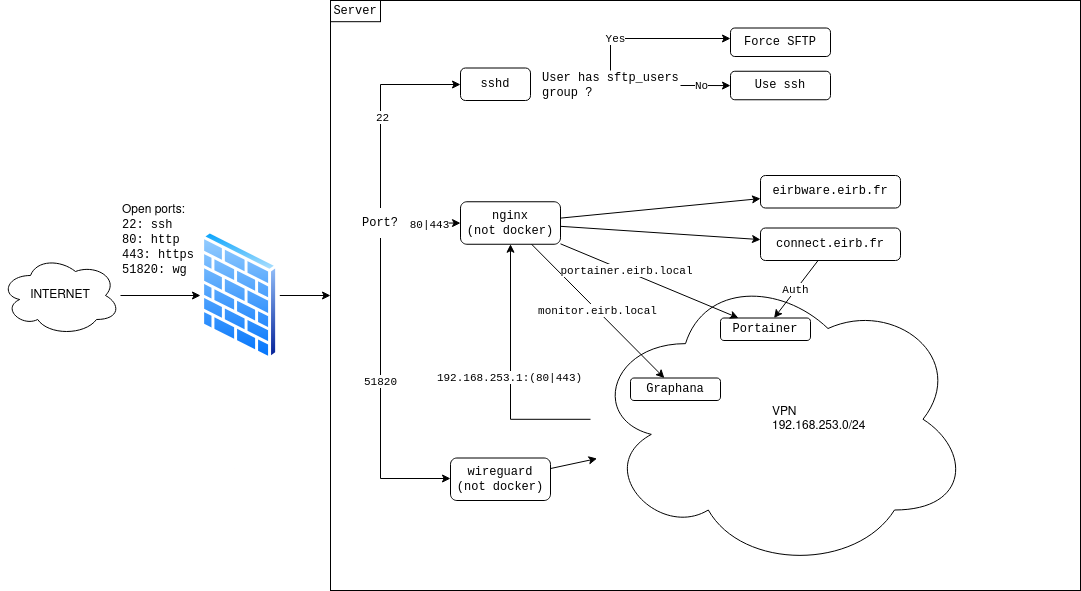 Server
Yes
Force SFTP
sshd
User has sftp_users
group ?
No
Use ssh
22
Open ports:
22: ssh
80: http
443: https
51820: wg
INTERNET
Port?
80|443
nginx
(not docker)
eirbware.eirb.fr
connect.eirb.fr
portainer.eirb.local
Auth
monitor.eirb.local
Portainer
51820
192.168.253.1:(80|443)
Graphana
VPN
192.168.253.0/24
wireguard
(not docker)